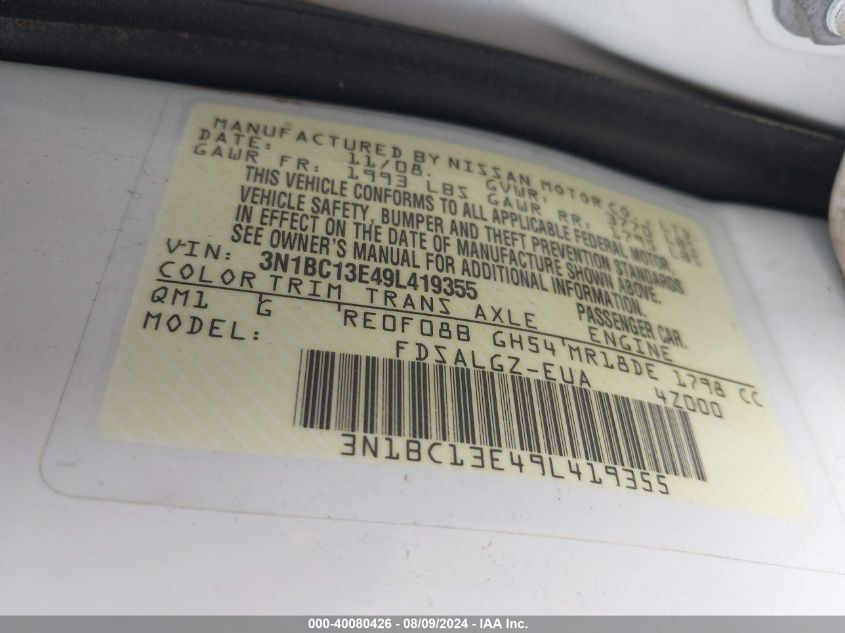 MANUFACTURED BY NISSAN MOTOR CO., LTD.
DATE: 11/08. GVWR: LBS
GAWR FR: 1993 LBS GAWR RR: LBS
THIS VEHICLE CONFORMS TO ALL APPLICABLE FEDERAL MOTOR
VEHICLE SAFETY, BUMPER AND THEFT PREVENTION STANDARDS
IN EFFECT ON THE DATE OF MANUFACTURE SHOWN ABOVE.
SEE OWNER'S MANUAL FOR ADDITIONAL INFORMATION.
VIN: 3N1BC13E49L419355 PASSENGER CAR.
COLOR TRIM TRANS AXLE ENGINE
QM1 G RE0F08B GH54 MR18DE 1798 CC
MODEL: FDSALGZ-EUA 4Z000
3N1BC13E49L419355
000-40080426 - 08/09/2024 - IAA Inc.